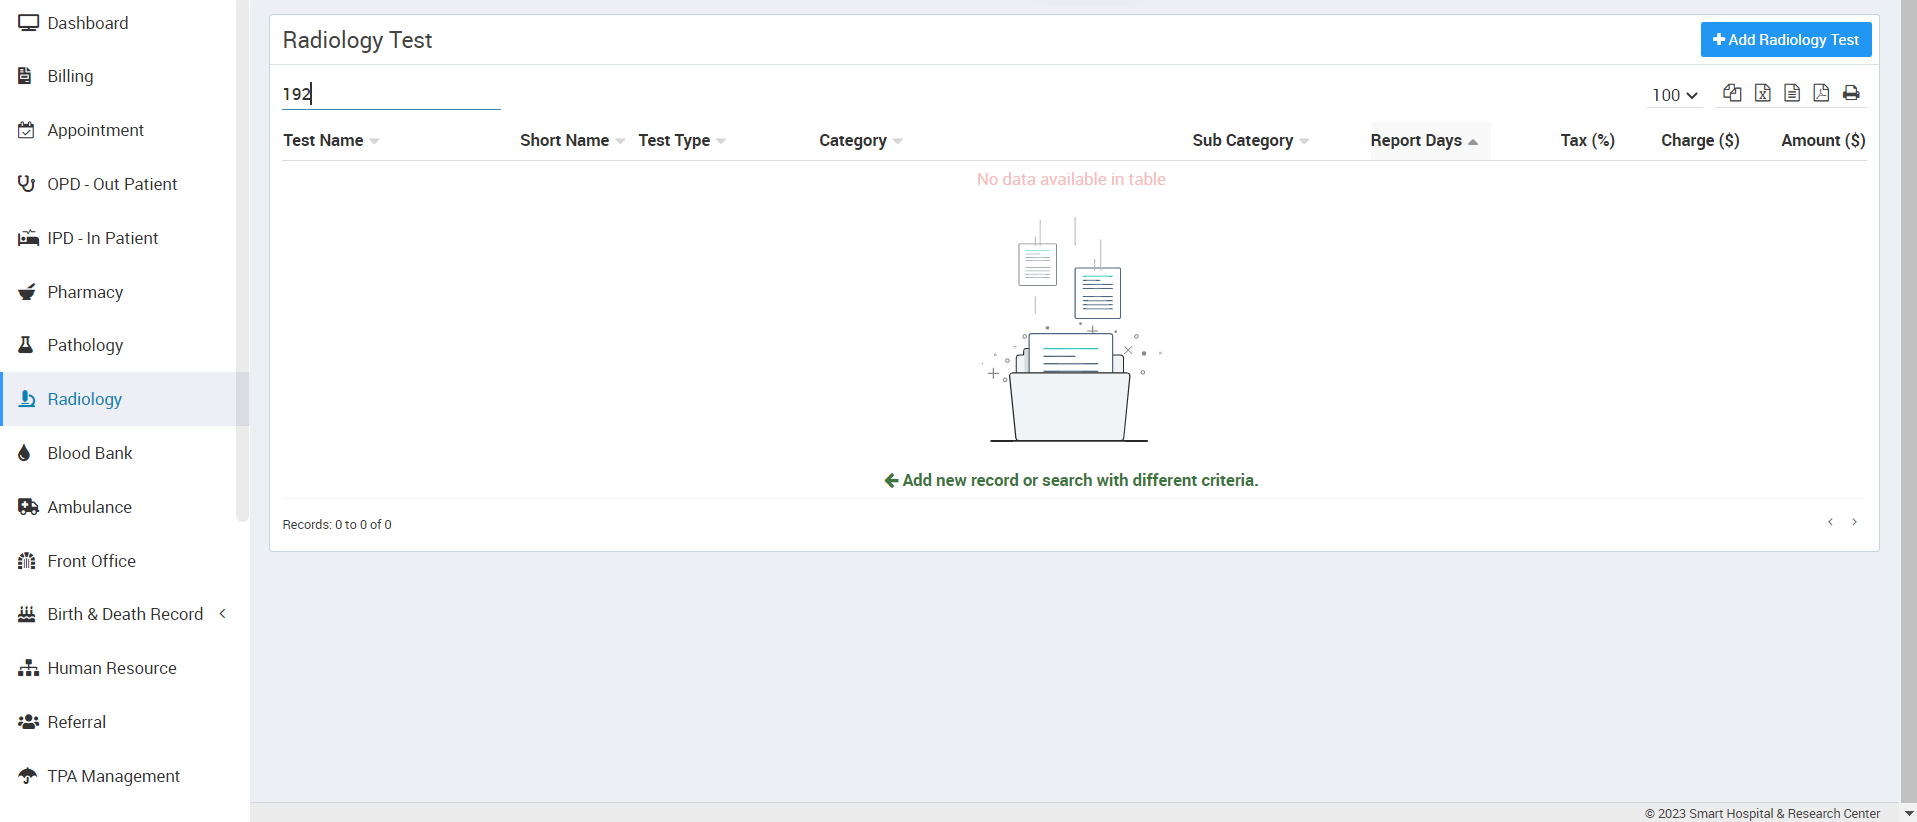 Dashboard
Billing
Appointment
OPD - Out Patient
IPD - In Patient
Pharmacy
Pathology
Radiology
Blood Bank
Ambulance
Front Office
Birth & Death Record
Human Resource
Referral
TPA Management
Radiology Test
Add Radiology Test
192
100
Test Name Short Name Test Type Category Sub Category Report Days Tax (%) Charge ($) Amount ($)
No data available in table
Add new record or search with different criteria.
Records: 0 to 0 of 0
© 2023 Smart Hospital & Research Center